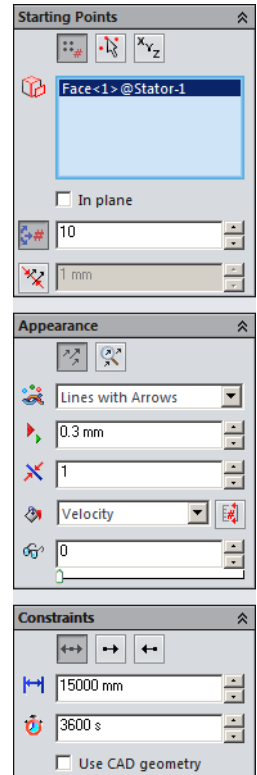 Starting Points
# XYZ
Face<1>@Stator-1
In plane
# 10
1 mm
Appearance
Lines with Arrows
0.3 mm
1
Velocity #
0
Constraints
15000 mm
3600 s
Use CAD geometry